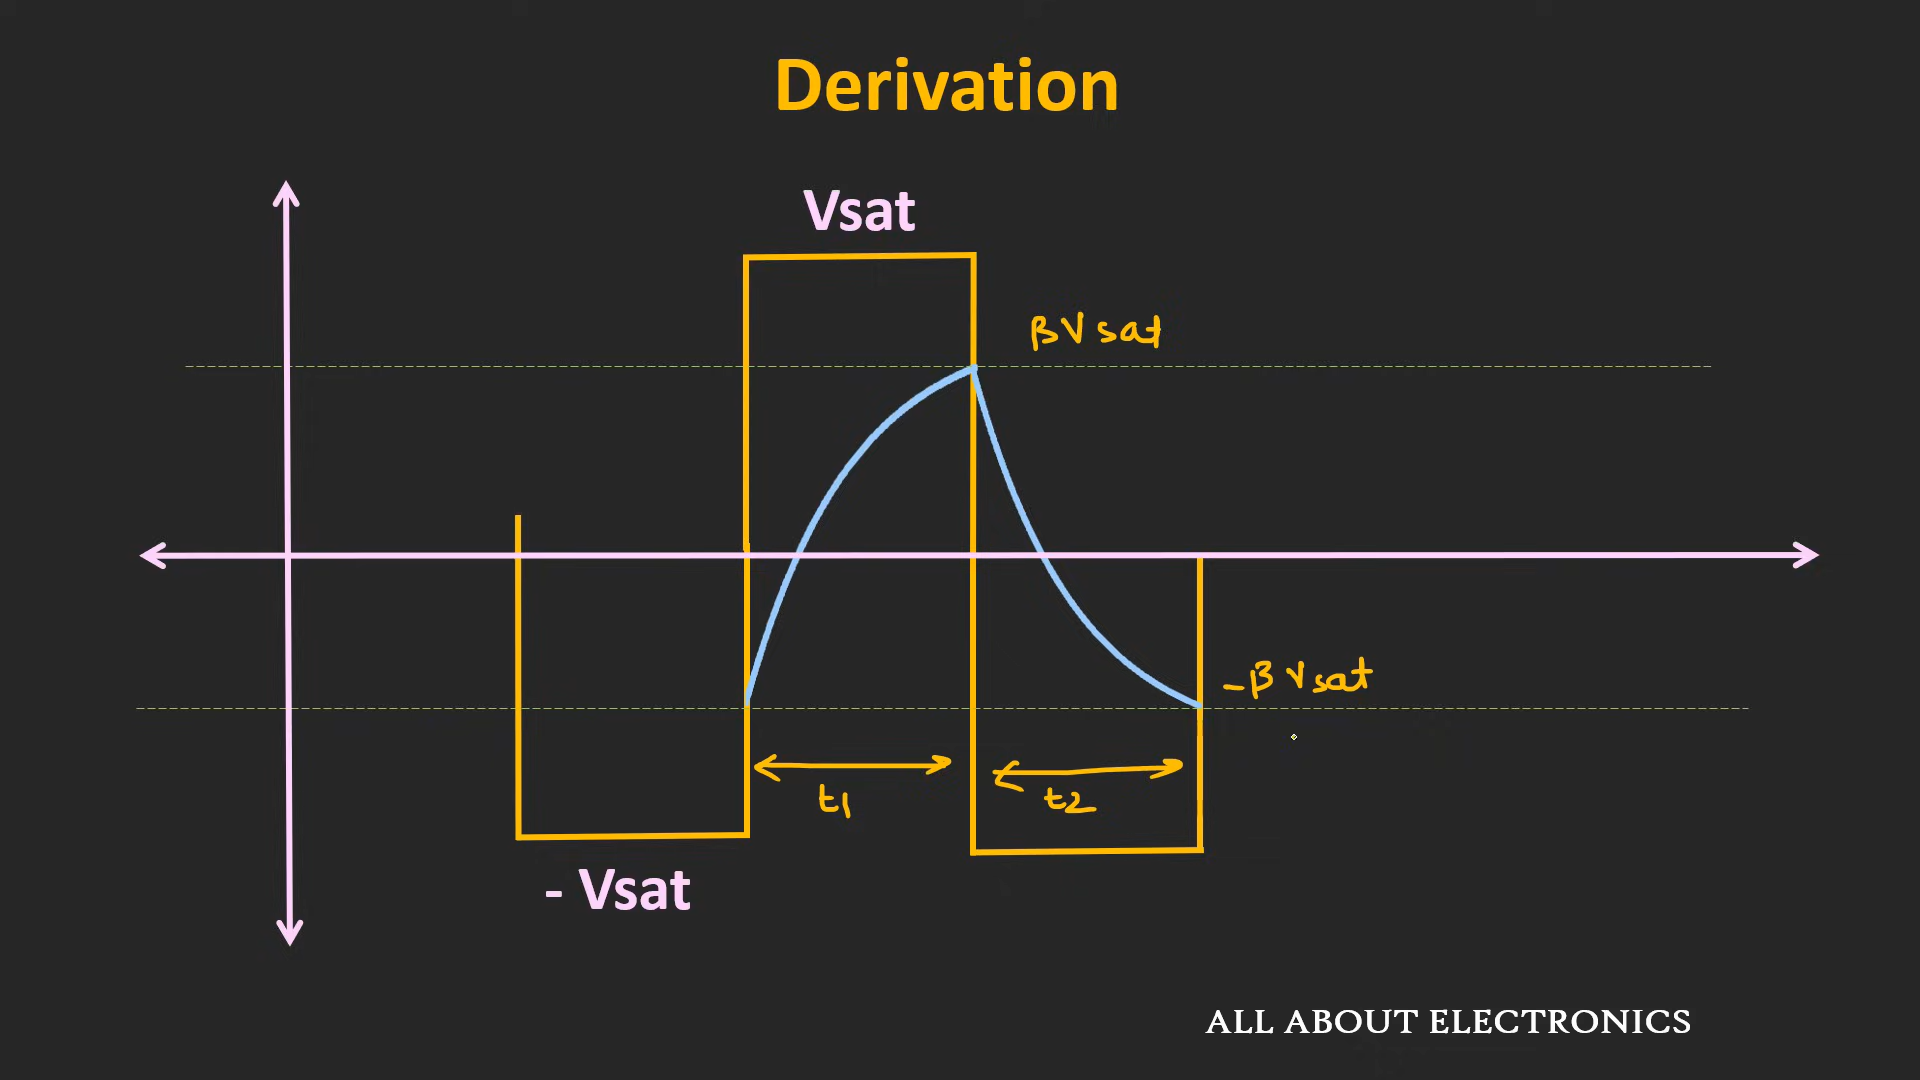 Derivation
Vsat
βVsat
-βVsat
t1
t2
- Vsat
ALL ABOUT ELECTRONICS